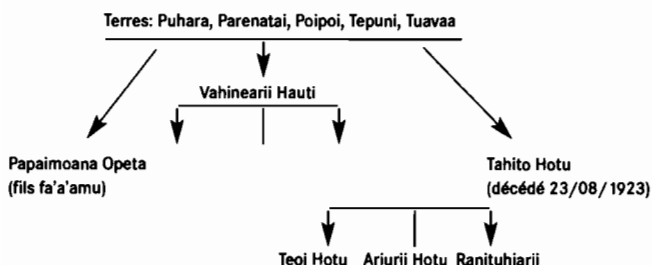 Terres: Puhara, Parenatai, Poipoi, Tepuni, Tuavaa
Vahinearii Hauti
Papaimoana Opeta
(fils fa'a'amu)
Tahito Hotu
(décédé 23/08/1923)
Teoi Hotu Ariurii Hotu Ranituhiarii